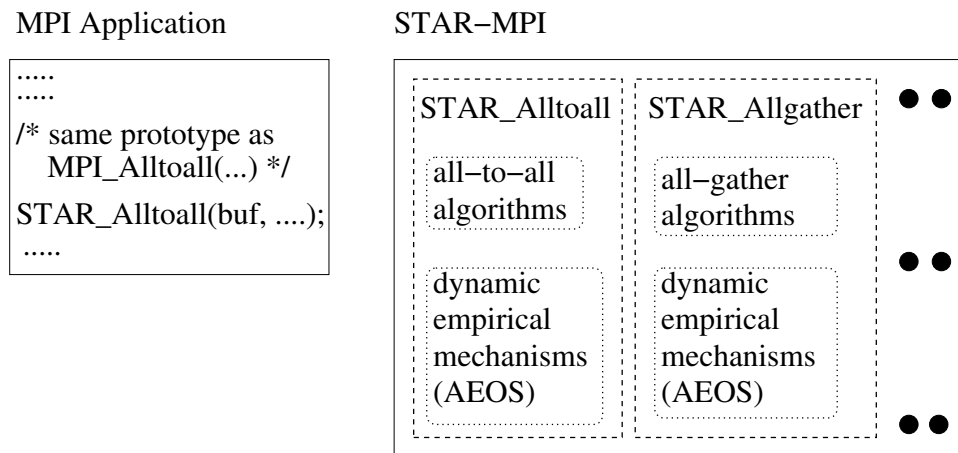 MPI Application
.....
.....
/* same prototype as
MPI_Alltoall(...) */
STAR_Alltoall(buf, ....);
.....
STAR−MPI
STAR_Alltoall
all−to−all
algorithms
dynamic
empirical
mechanisms
(AEOS)
STAR_Allgather
all−gather
algorithms
dynamic
empirical
mechanisms
(AEOS)